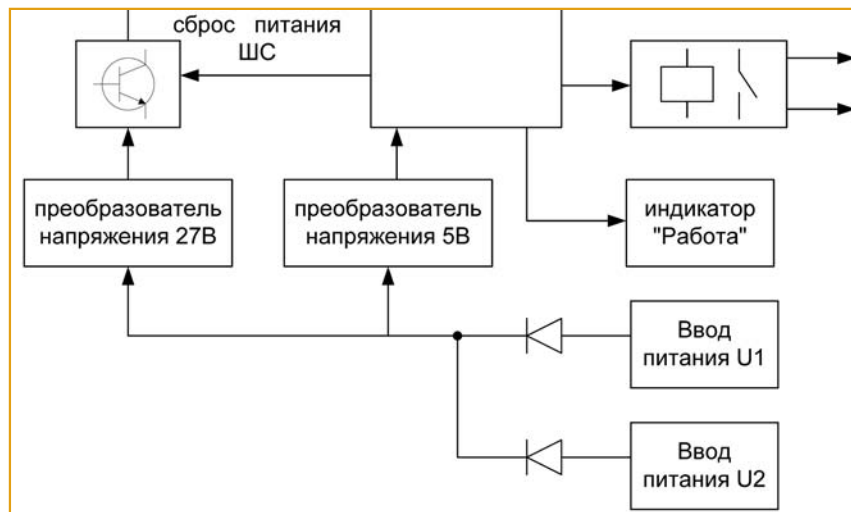 сброс питания
ШС
преобразователь
напряжения 27В
преобразователь
напряжения 5В
индикатор
"Работа"
Ввод
питания U1
Ввод
питания U2